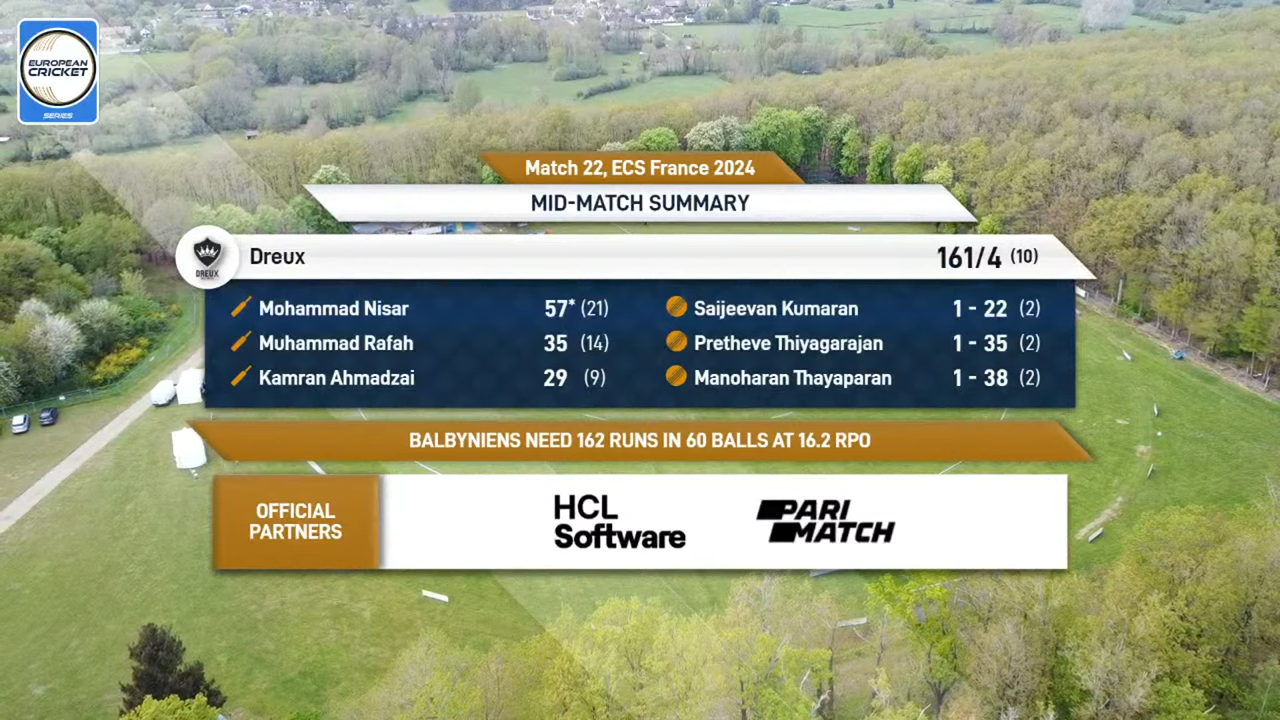 EUROPEAN
CRICKET
SERIES
Match 22, ECS France 2024
MID-MATCH SUMMARY
DREUX
Dreux 161/4 (10)
Mohammad Nisar 57* (21) Saijeevan Kumaran 1 - 22 (2)
Muhammad Rafah 35 (14) Pretheve Thiyagarajan 1 - 35 (2)
Kamran Ahmadzai 29 (9) Manoharan Thayaparan 1 - 38 (2)
BALBYNIENS NEED 162 RUNS IN 60 BALLS AT 16.2 RPO
OFFICIAL
PARTNERS
HCL
Software
PARI
MATCH